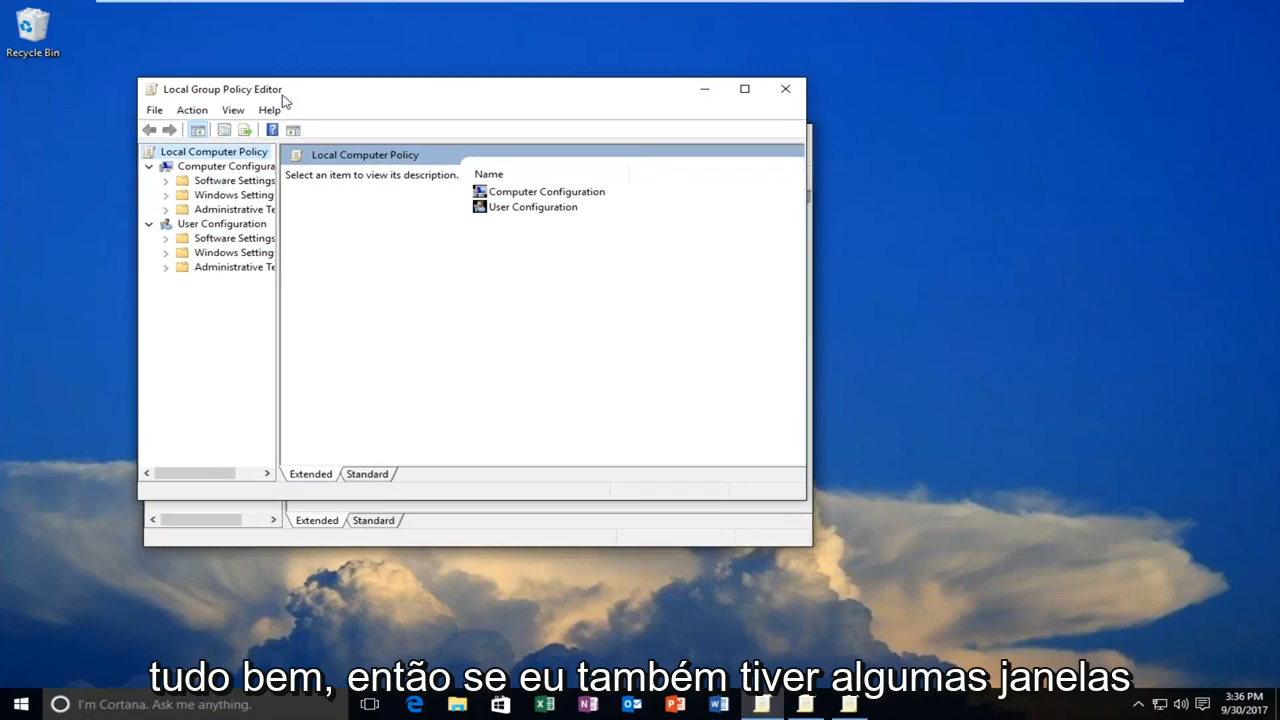 Recycle Bin
Local Group Policy Editor
File Action View Help
Local Computer Policy
Computer Configura
Software Settings
Windows Setting
Administrative Te
User Configuration
Software Settings
Windows Setting
Administrative Te
Local Computer Policy
Select an item to view its description.
Name
Computer Configuration
User Configuration
Extended Standard
Extended Standard
tudo bem, então se eu também tiver algumas janelas
I'm Cortana. Ask me anything.
3:36 PM
9/30/2017